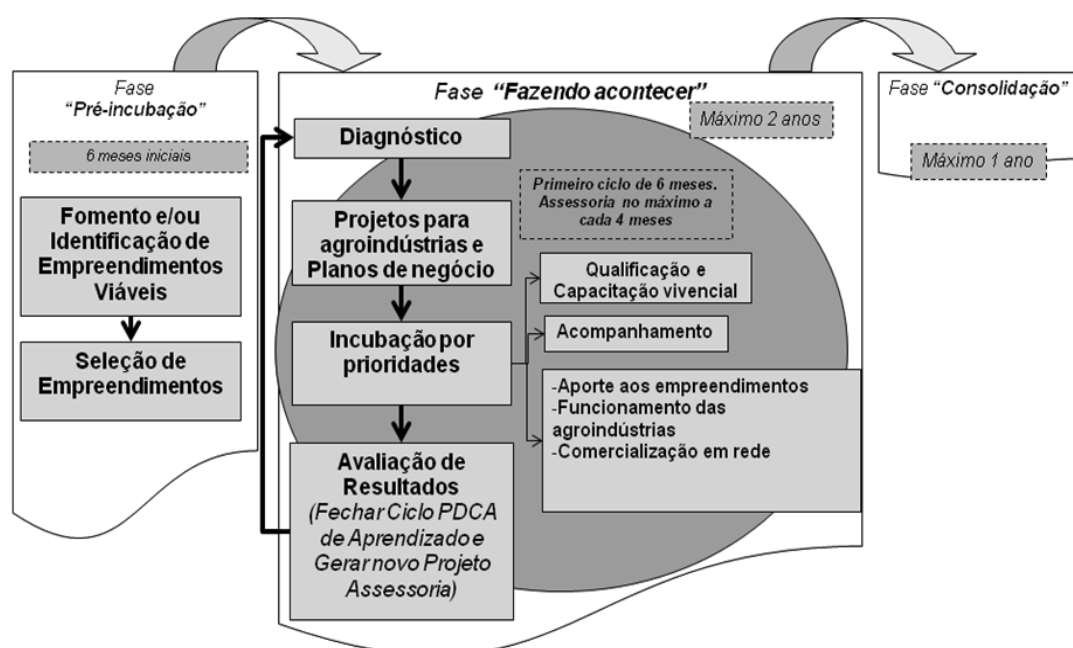 Fase
“Pré-incubação”
6 meses iniciais
Fomento e/ou
Identificação de
Empreendimentos
Viáveis
Seleção de
Empreendimentos
Fase “Fazendo acontecer”
Máximo 2 anos
Diagnóstico
Primeiro ciclo de 6 meses.
Assessoria no máximo a
cada 4 meses
Projetos para
agroindústrias e
Planos de negócio
Incubação por
prioridades
Qualificação e
Capacitação vivencial
Acompanhamento
-Aporte aos empreendimentos
-Funcionamento das
agroindústrias
-Comercialização em rede
Avaliação de
Resultados
(Fechar Ciclo PDCA
de Aprendizado e
Gerar novo Projeto
Assessoria)
Fase “Consolidação”
Máximo 1 ano